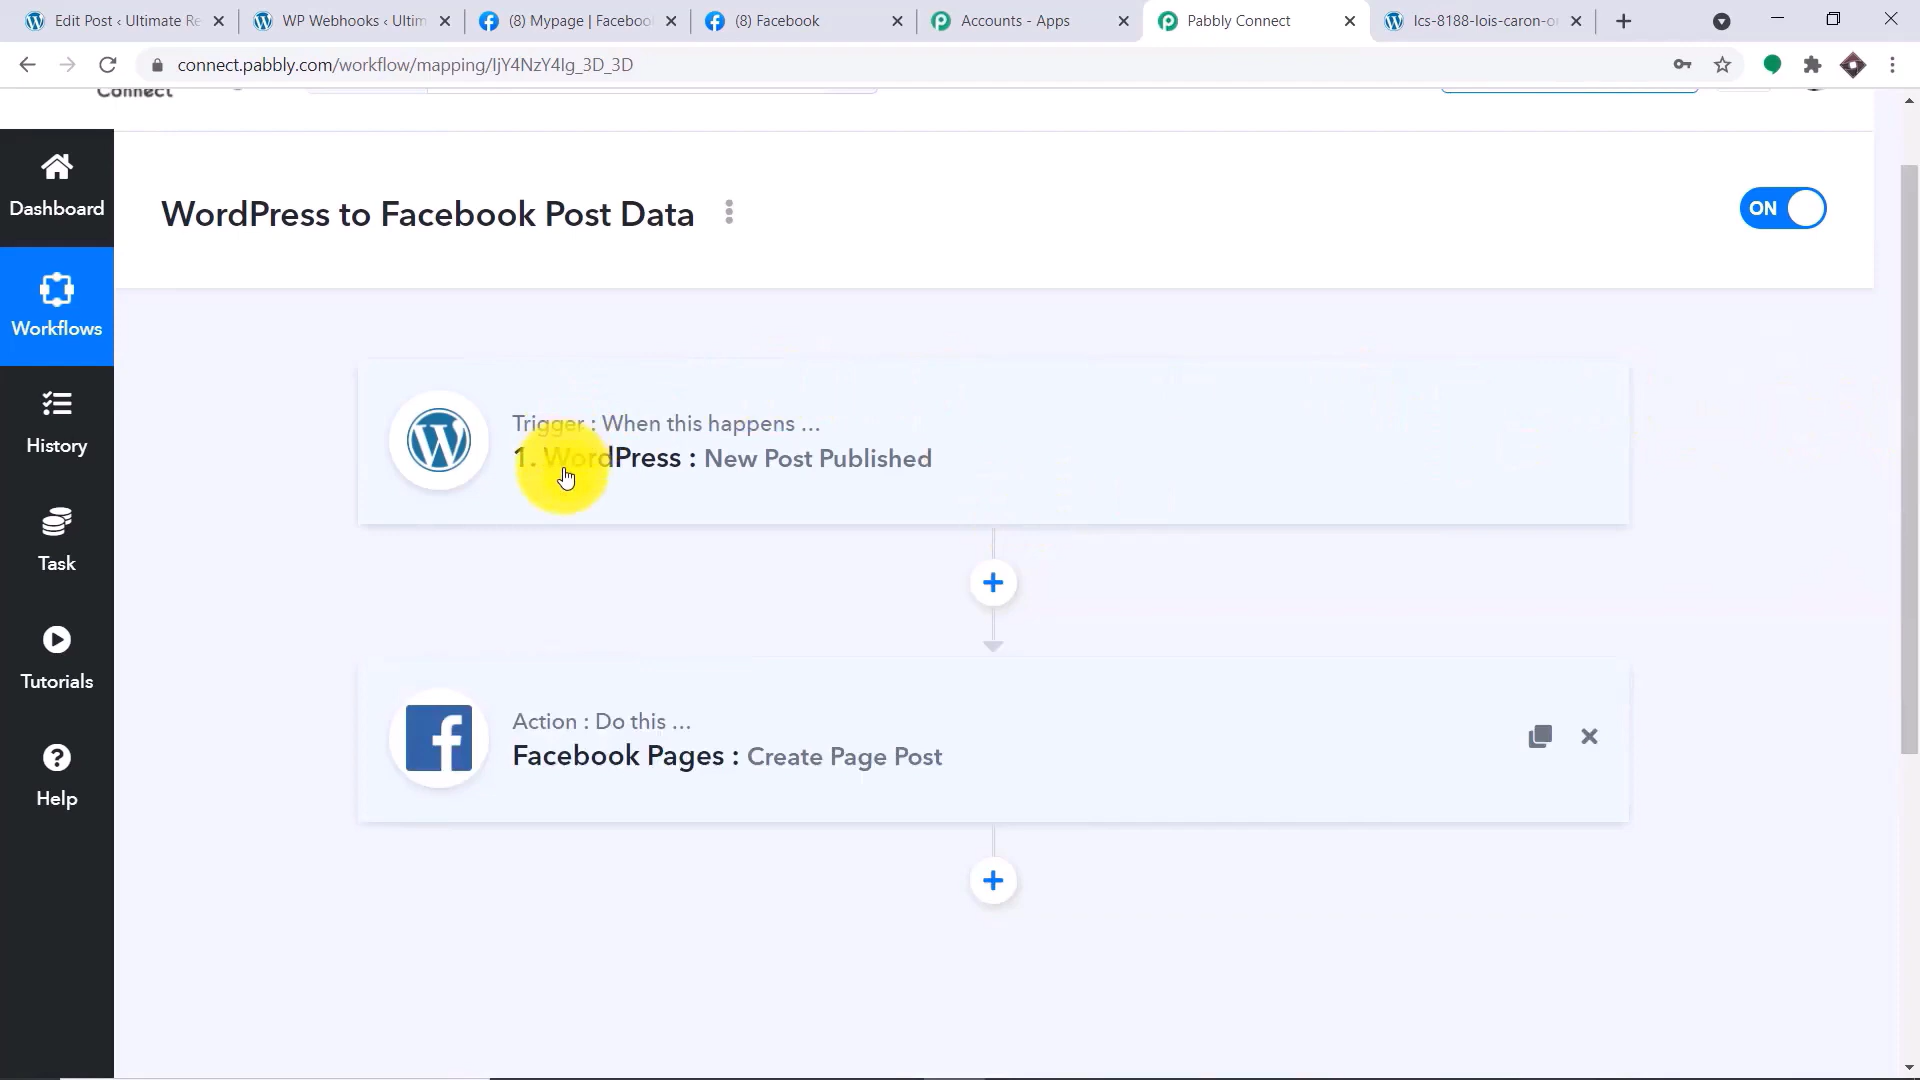 Edit Post ‹ Ultimate Re
WP Webhooks ‹ Ultim
(8) Mypage | Facebook
(8) Facebook
Accounts - Apps
Pabbly Connect
lcs-8188-lois-caron-o
connect.pabbly.com/workflow/mapping/IjY4NzY4Ig_3D_3D
Connect
Dashboard
Workflows
History
Task
Tutorials
Help
WordPress to Facebook Post Data
ON
Trigger : When this happens ...
1. WordPress : New Post Published
Action : Do this ...
Facebook Pages : Create Page Post